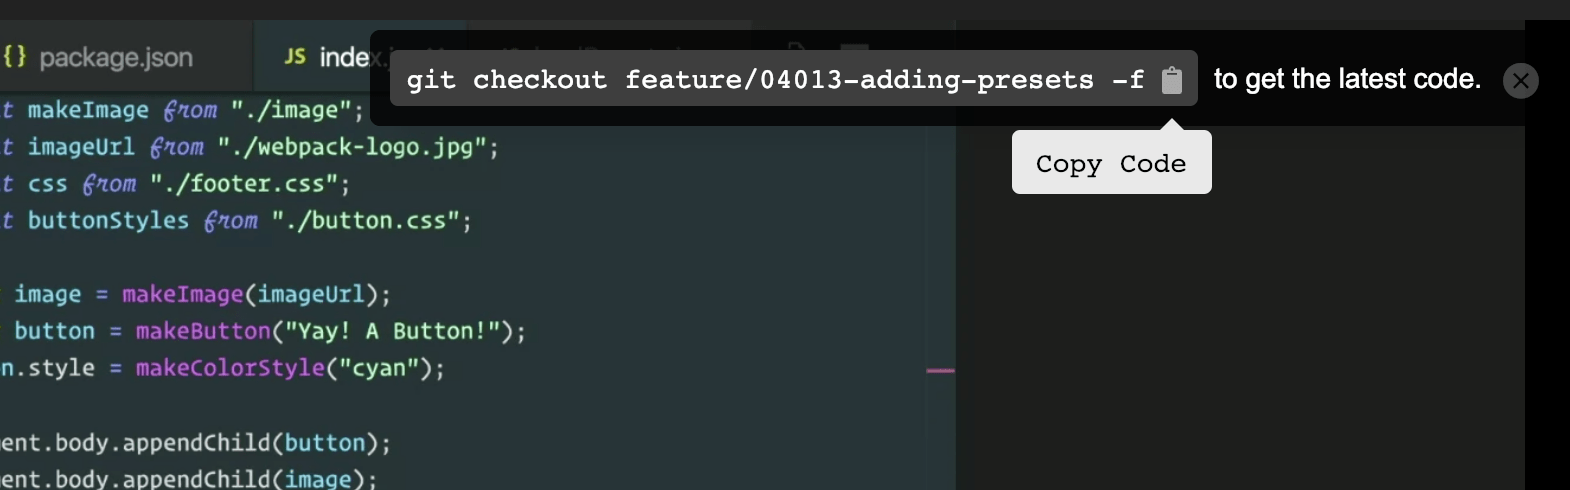 {} package.json JS index
git checkout feature/04013-adding-presets -f to get the latest code.
Copy Code
t makeImage from "./image";
t imageUrl from "./webpack-logo.jpg";
t css from "./footer.css";
t buttonStyles from "./button.css";
image = makeImage(imageUrl);
button = makeButton("Yay! A Button!");
n.style = makeColorStyle("cyan");
ent.body.appendChild(button);
ent.body.appendChild(image);